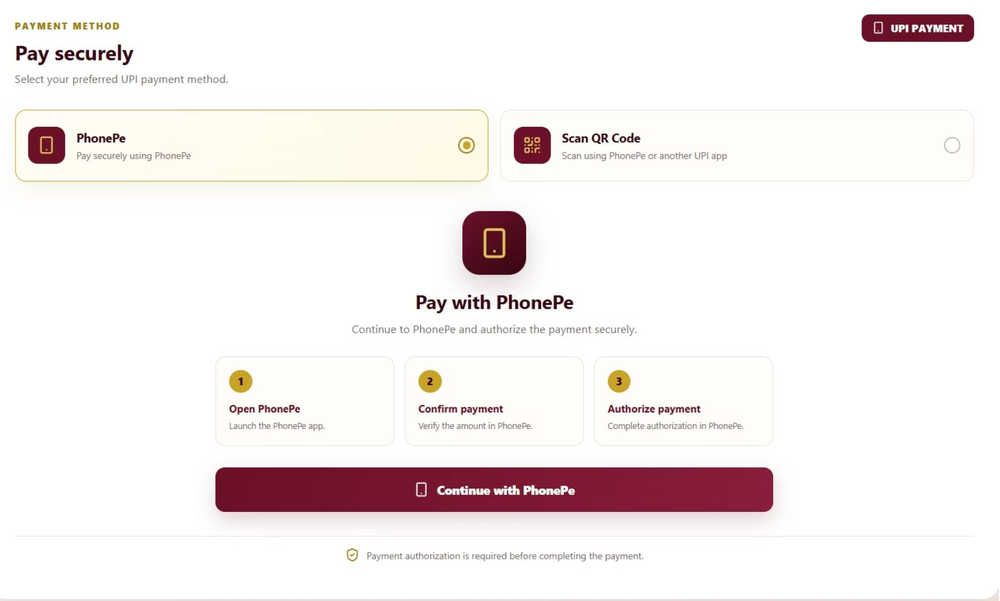 PAYMENT METHOD
UPI PAYMENT
Pay securely
Select your preferred UPI payment method.
PhonePe
Pay securely using PhonePe
Scan QR Code
Scan using PhonePe or another UPI app
Pay with PhonePe
Continue to PhonePe and authorize the payment securely.
1
Open PhonePe
Launch the PhonePe app.
2
Confirm payment
Verify the amount in PhonePe.
3
Authorize payment
Complete authorization in PhonePe.
Continue with PhonePe
Payment authorization is required before completing the payment.